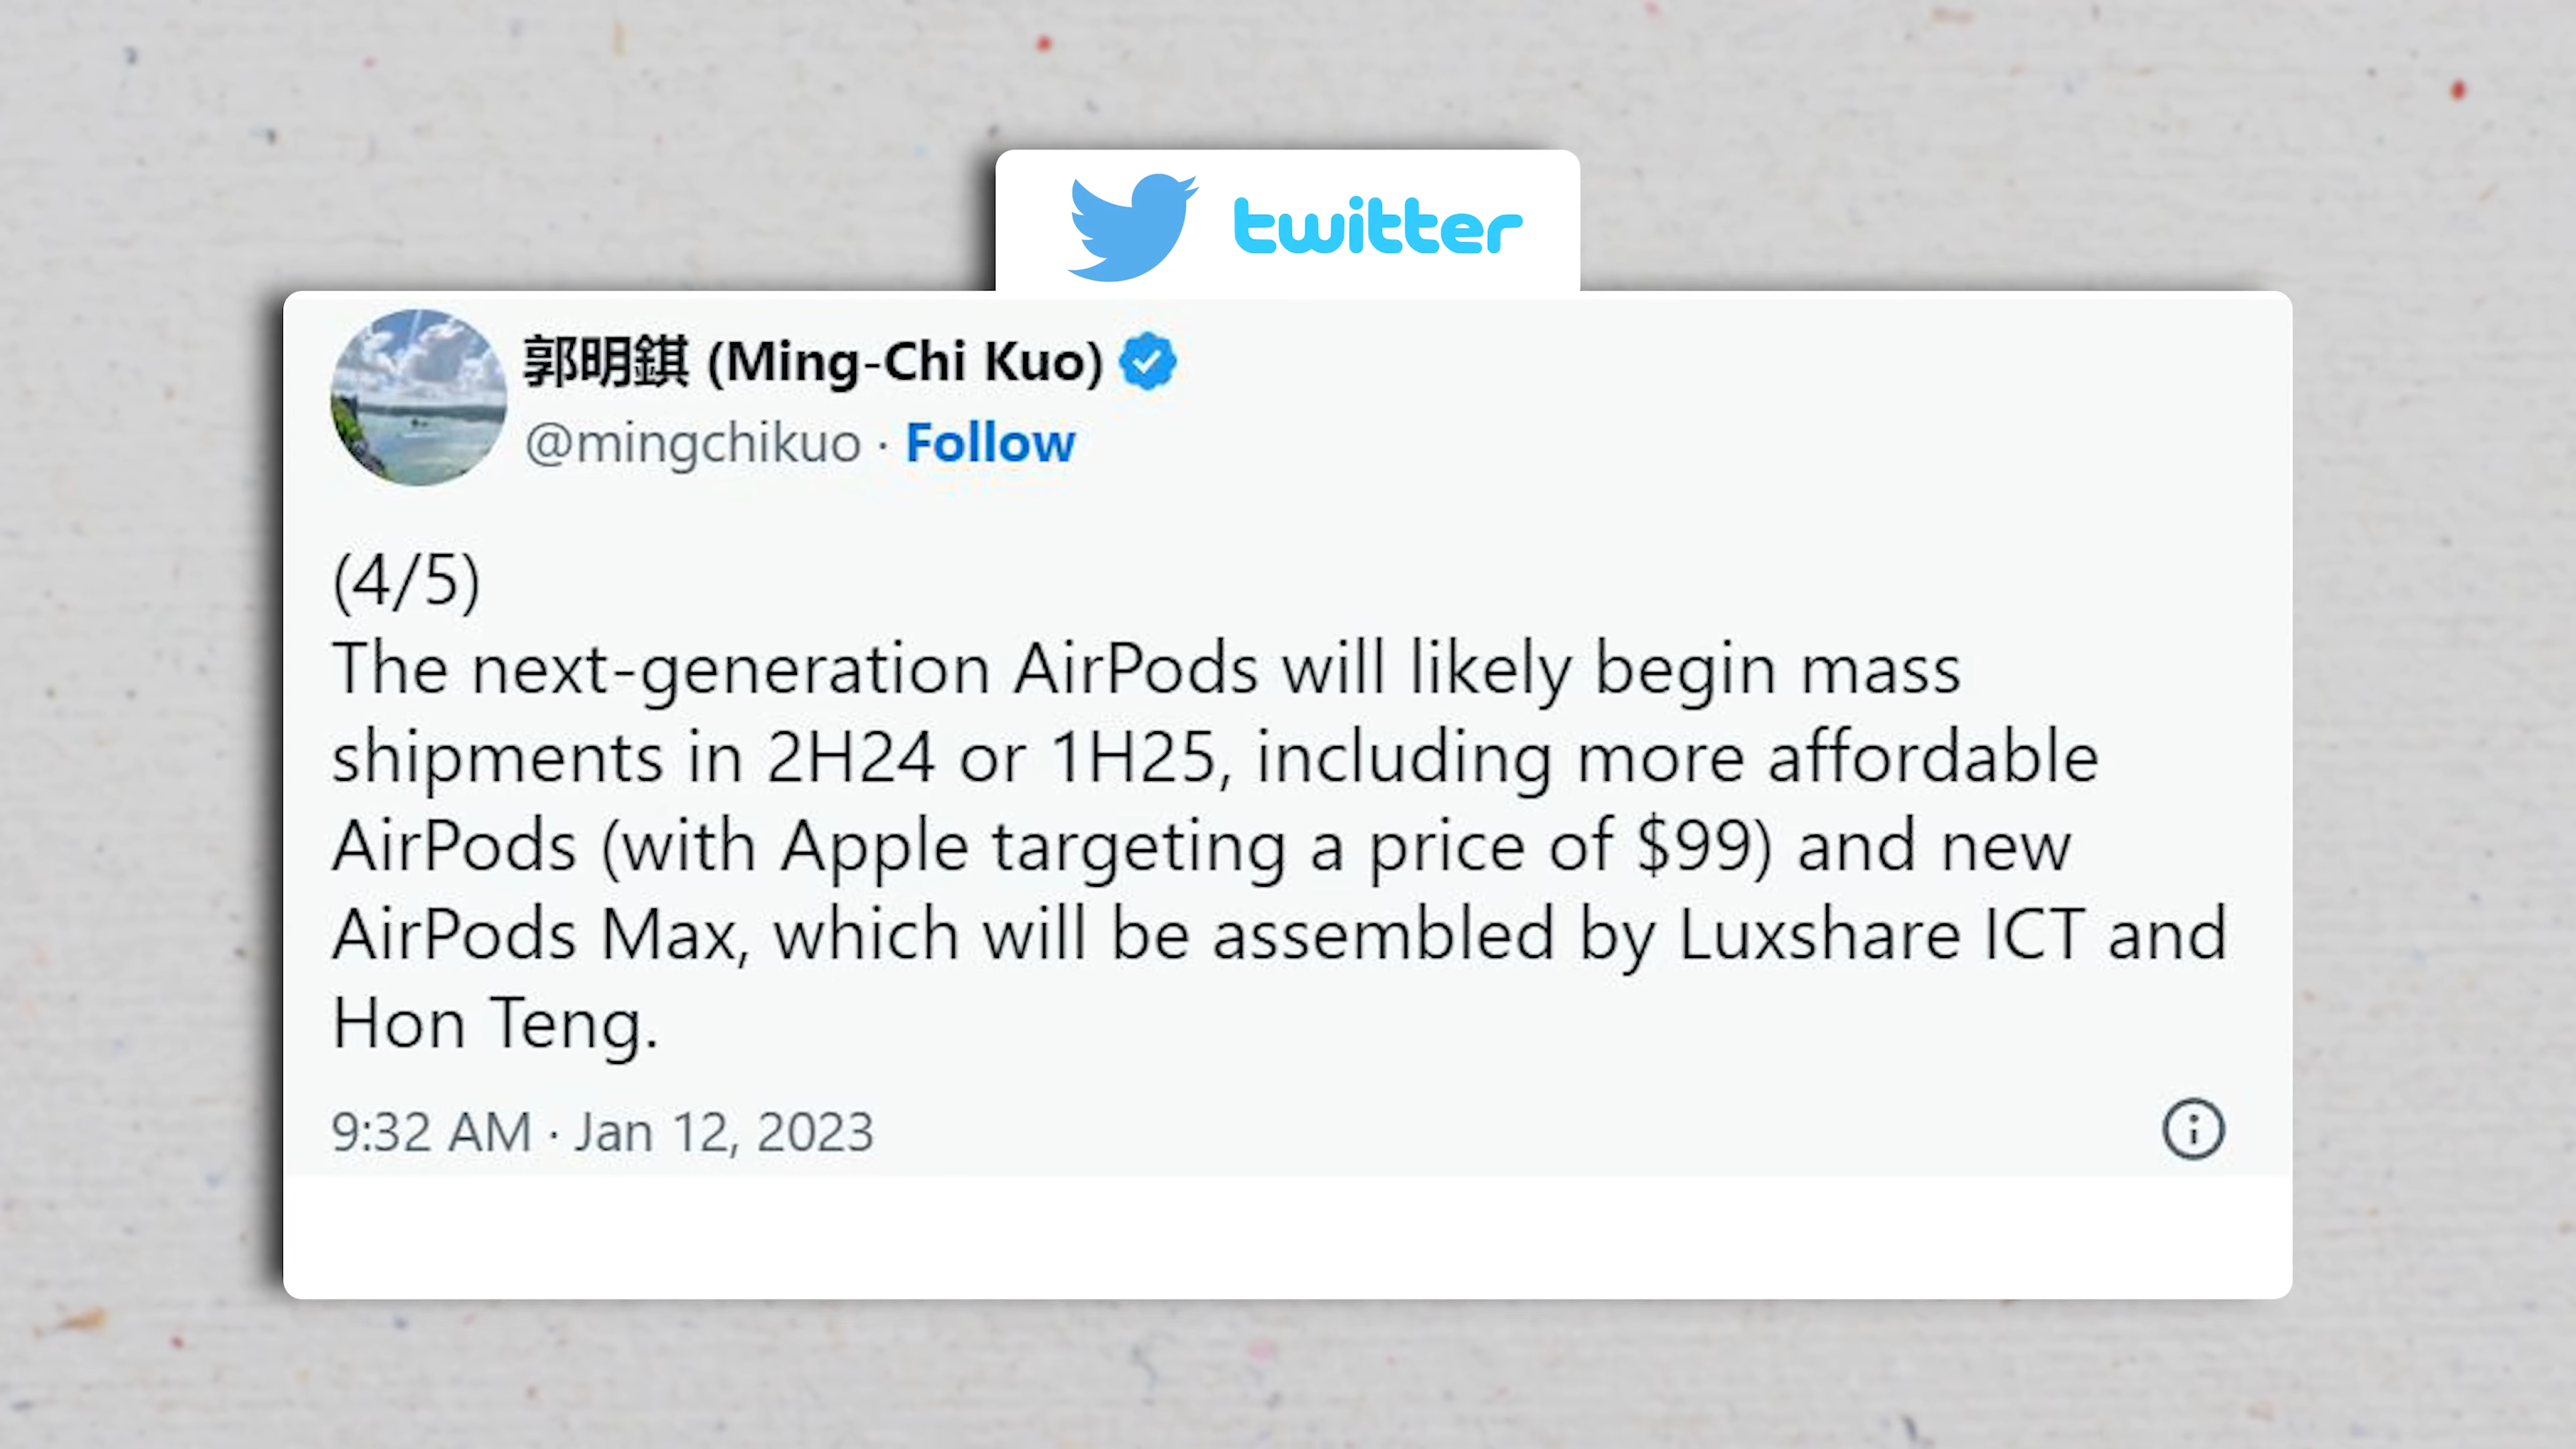 twitter
郭明錤 (Ming-Chi Kuo)
@mingchikuo · Follow
(4/5)
The next-generation AirPods will likely begin mass
shipments in 2H24 or 1H25, including more affordable
AirPods (with Apple targeting a price of $99) and new
AirPods Max, which will be assembled by Luxshare ICT and
Hon Teng.
9:32 AM · Jan 12, 2023